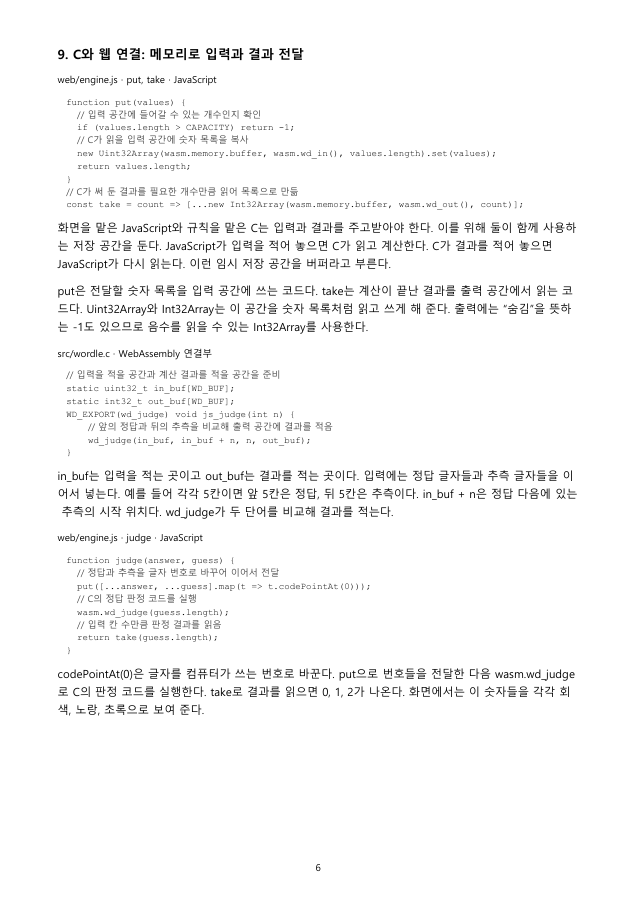 9. C와 웹 연결: 메모리로 입력과 결과 전달
web/engine.js · put, take · JavaScript
function put(values) {
// 입력 공간에 들어갈 수 있는 개수인지 확인
if (values.length > CAPACITY) return -1;
// C가 읽을 입력 공간에 숫자 목록을 복사
new Uint32Array(wasm.memory.buffer, wasm.wd_in(), values.length).set(values);
return values.length;
}
// C가 써 둔 결과를 필요한 개수만큼 읽어 목록으로 만듦
const take = count => [...new Int32Array(wasm.memory.buffer, wasm.wd_out(), count)];
화면을 맡은 JavaScript와 규칙을 맡은 C는 입력과 결과를 주고받아야 한다. 이를 위해 둘이 함께 사용하
는 저장 공간을 둔다. JavaScript가 입력을 적어 놓으면 C가 읽고 계산한다. C가 결과를 적어 놓으면
JavaScript가 다시 읽는다. 이런 임시 저장 공간을 버퍼라고 부른다.
put은 전달할 숫자 목록을 입력 공간에 쓰는 코드다. take는 계산이 끝난 결과를 출력 공간에서 읽는 코
드다. Uint32Array와 Int32Array는 이 공간을 숫자 목록처럼 읽고 쓰게 해 준다. 출력에는 “숨김”을 뜻하
는 -1도 있으므로 음수를 읽을 수 있는 Int32Array를 사용한다.
src/wordle.c · WebAssembly 연결부
// 입력을 적을 공간과 계산 결과를 적을 공간을 준비
static uint32_t in_buf[WD_BUF];
static int32_t out_buf[WD_BUF];
WD_EXPORT(wd_judge) void js_judge(int n) {
// 앞의 정답과 뒤의 추측을 비교해 출력 공간에 결과를 적음
wd_judge(in_buf, in_buf + n, n, out_buf);
}
in_buf는 입력을 적는 곳이고 out_buf는 결과를 적는 곳이다. 입력에는 정답 글자들과 추측 글자들을 이
어서 넣는다. 예를 들어 각각 5칸이면 앞 5칸은 정답, 뒤 5칸은 추측이다. in_buf + n은 정답 다음에 있는
추측의 시작 위치다. wd_judge가 두 단어를 비교해 결과를 적는다.
web/engine.js · judge · JavaScript
function judge(answer, guess) {
// 정답과 추측을 글자 번호로 바꾸어 이어서 전달
put([...answer, ...guess].map(t => t.codePointAt(0)));
// C의 정답 판정 코드를 실행
wasm.wd_judge(guess.length);
// 입력 칸 수만큼 판정 결과를 읽음
return take(guess.length);
}
codePointAt(0)은 글자를 컴퓨터가 쓰는 번호로 바꾼다. put으로 번호들을 전달한 다음 wasm.wd_judge
로 C의 판정 코드를 실행한다. take로 결과를 읽으면 0, 1, 2가 나온다. 화면에서는 이 숫자들을 각각 회
색, 노랑, 초록으로 보여 준다.
6